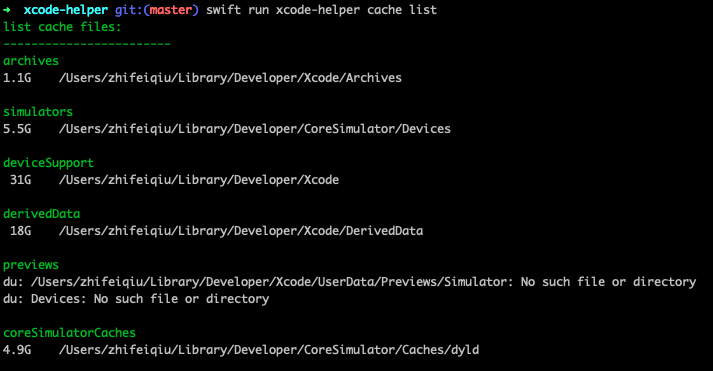 ➜  xcode-helper git:(master) swift run xcode-helper cache list
list cache files:
------------------------
archives
1.1G    /Users/zhifeiqiu/Library/Developer/Xcode/Archives
simulators
5.5G    /Users/zhifeiqiu/Library/Developer/CoreSimulator/Devices
deviceSupport
 31G    /Users/zhifeiqiu/Library/Developer/Xcode
derivedData
 18G    /Users/zhifeiqiu/Library/Developer/Xcode/DerivedData
previews
du: /Users/zhifeiqiu/Library/Developer/Xcode/UserData/Previews/Simulator: No such file or directory
du: Devices: No such file or directory
coreSimulatorCaches
4.9G    /Users/zhifeiqiu/Library/Developer/CoreSimulator/Caches/dyld